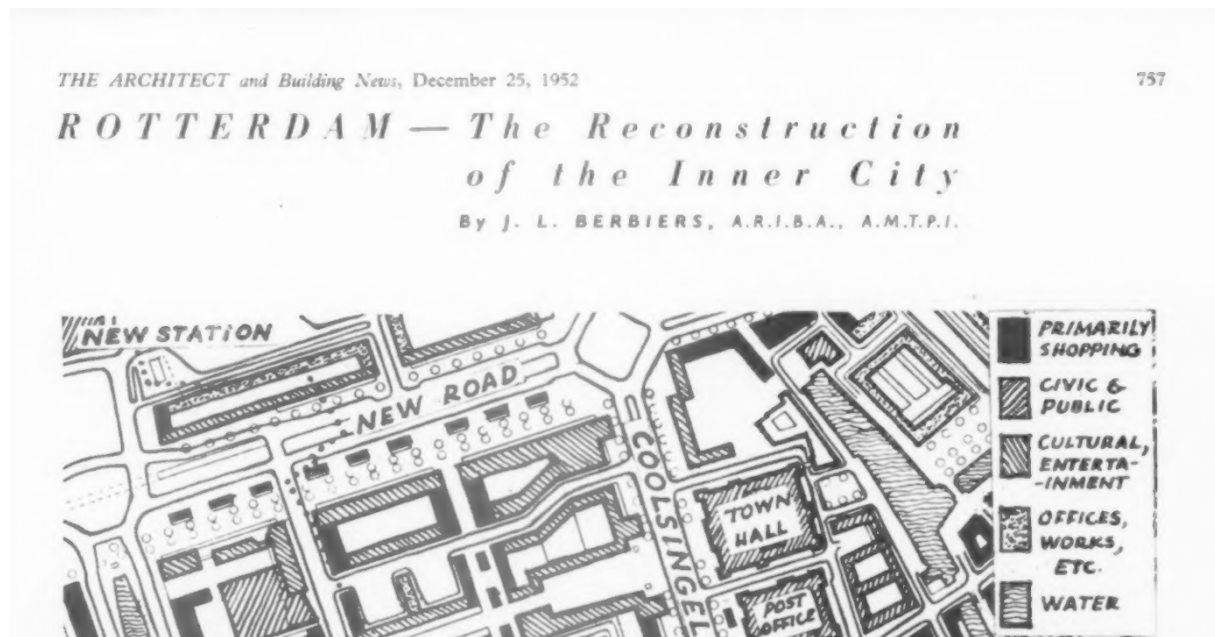 THE ARCHITECT and Building News, December 25, 1952
757
ROTTERDAM — The Reconstruction
of the Inner City
By J. L. BERBIERS, A.R.I.B.A., A.M.T.P.I.
NEW STATION
NEW ROAD
COOLSINGEL
TOWN
HALL
POST
OFFICE
PRIMARILY
SHOPPING
CIVIC &
PUBLIC
CULTURAL,
ENTERTA-
-INMENT
OFFICES,
WORKS,
ETC.
WATER